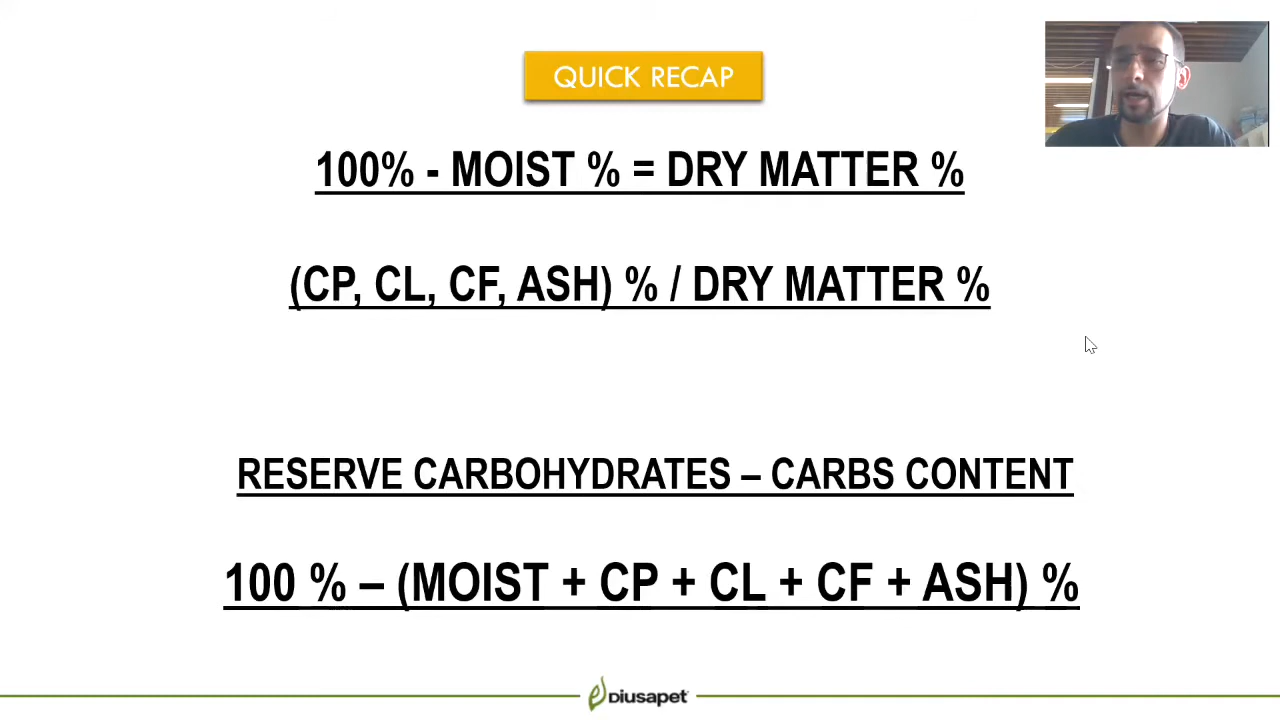 QUICK RECAP
100% - MOIST % = DRY MATTER %
(CP, CL, CF, ASH) % / DRY MATTER %
RESERVE CARBOHYDRATES – CARBS CONTENT
100 % – (MOIST + CP + CL + CF + ASH) %
DIUSAPET